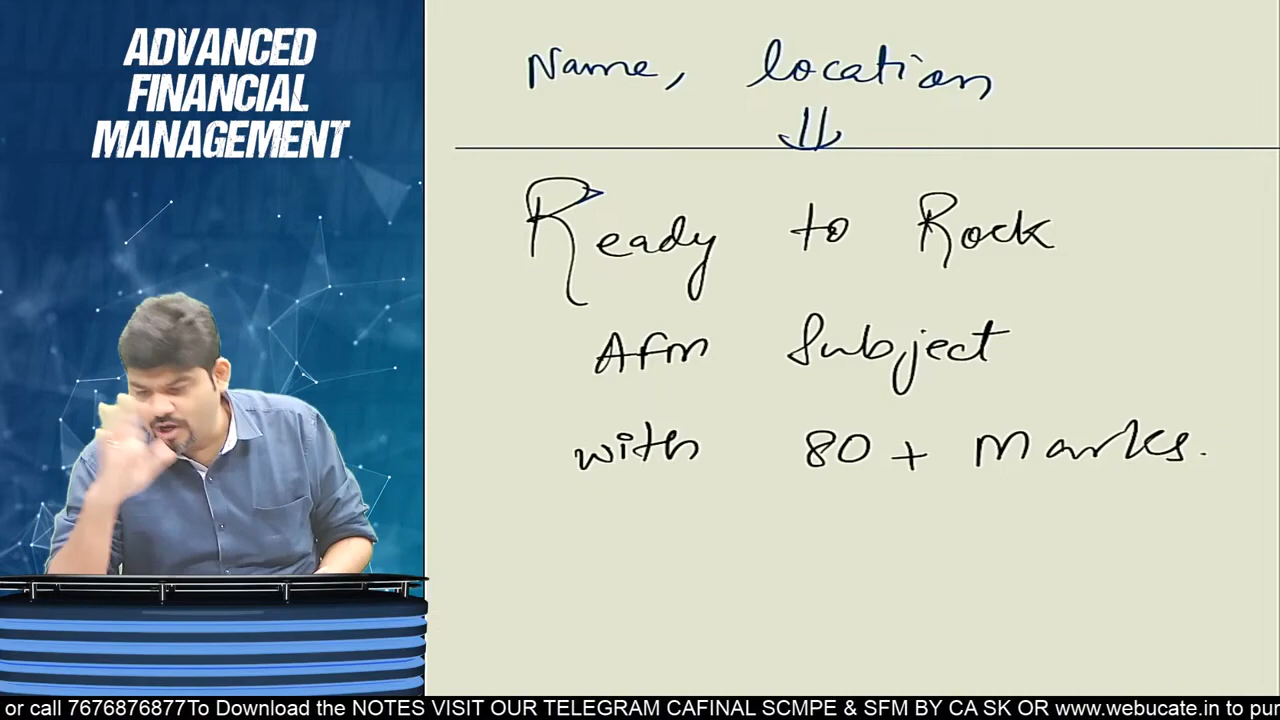 ADVANCED
FINANCIAL
MANAGEMENT
Name, location
Ready to Rock
AFM Subject
with 80+ Marks.
or call 7676876877To Download the NOTES VISIT OUR TELEGRAM CAFINAL SCMPE & SFM BY CA SK OR www.webucate.in to pur